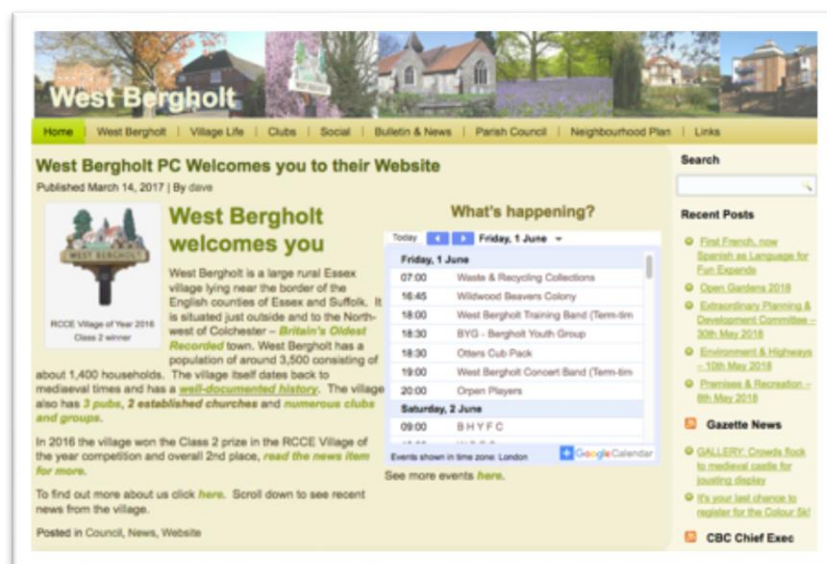 West Bergholt
Home | West Bergholt | Village Life | Clubs | Social | Bulletin & News | Parish Council | Neighbourhood Plan | Links
West Bergholt PC Welcomes you to their Website
Published March 14, 2017 | By dave
WEST BERGHOLT
RCCE Village of Year 2016
Class 2 winner
West Bergholt
welcomes you
West Bergholt is a large rural Essex
village lying near the border of the
English counties of Essex and Suffolk. It
is situated just outside and to the North-
west of Colchester – Britain's Oldest
Recorded town. West Bergholt has a
population of around 3,500 consisting of
about 1,400 households. The village itself dates back to
mediaeval times and has a well-documented history. The village
also has 3 pubs, 2 established churches and numerous clubs
and groups.
In 2016 the village won the Class 2 prize in the RCCE Village of
the year competition and overall 2nd place, read the news item
for more.
To find out more about us click here. Scroll down to see recent
news from the village.
Posted in Council, News, Website
What's happening?
Today Friday, 1 June
Friday, 1 June
07:00 Waste & Recycling Collections
16:45 Wildwood Beavers Colony
18:00 West Bergholt Training Band (Term-tim
18:30 BYG - Bergholt Youth Group
18:30 Otters Cub Pack
19:00 West Bergholt Concert Band (Term-tim
20:00 Orpen Players
Saturday, 2 June
09:00 B H Y F C
Events shown in time zone: London
GoogleCalendar
See more events here.
Search
Recent Posts
First French, now
Spanish as Language for
Fun Expands
Open Gardens 2018
Extraordinary Planning &
Development Committee –
30th May 2018
Environment & Highways
– 10th May 2018
Premises & Recreation –
8th May 2018
Gazette News
GALLERY: Crowds flock
to medieval castle for
jousting display
It's your last chance to
register for the Colour 5k!
CBC Chief Exec